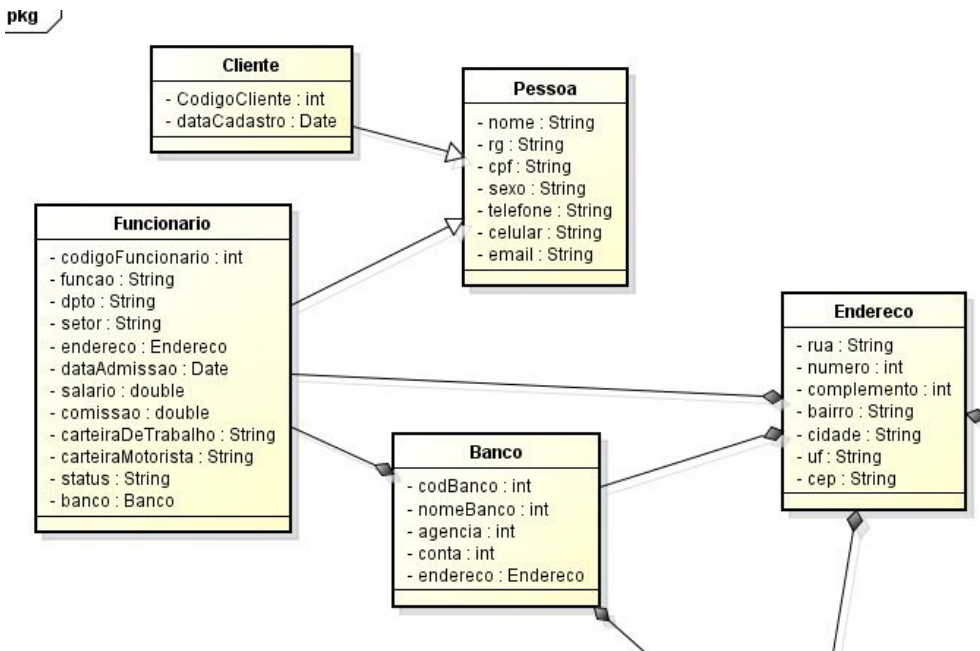 pkg
Cliente
- CodigoCliente : int
- dataCadastro : Date
Pessoa
- nome : String
- rg : String
- cpf : String
- sexo : String
- telefone : String
- celular : String
- email : String
Funcionario
- codigoFuncionario : int
- funcao : String
- dpto : String
- setor : String
- endereco : Endereco
- dataAdmissao : Date
- salario : double
- comissao : double
- carteiraDeTrabalho : String
- carteiraMotorista : String
- status : String
- banco : Banco
Endereco
- rua : String
- numero : int
- complemento : int
- bairro : String
- cidade : String
- uf : String
- cep : String
Banco
- codBanco : int
- nomeBanco : int
- agencia : int
- conta : int
- endereco : Endereco